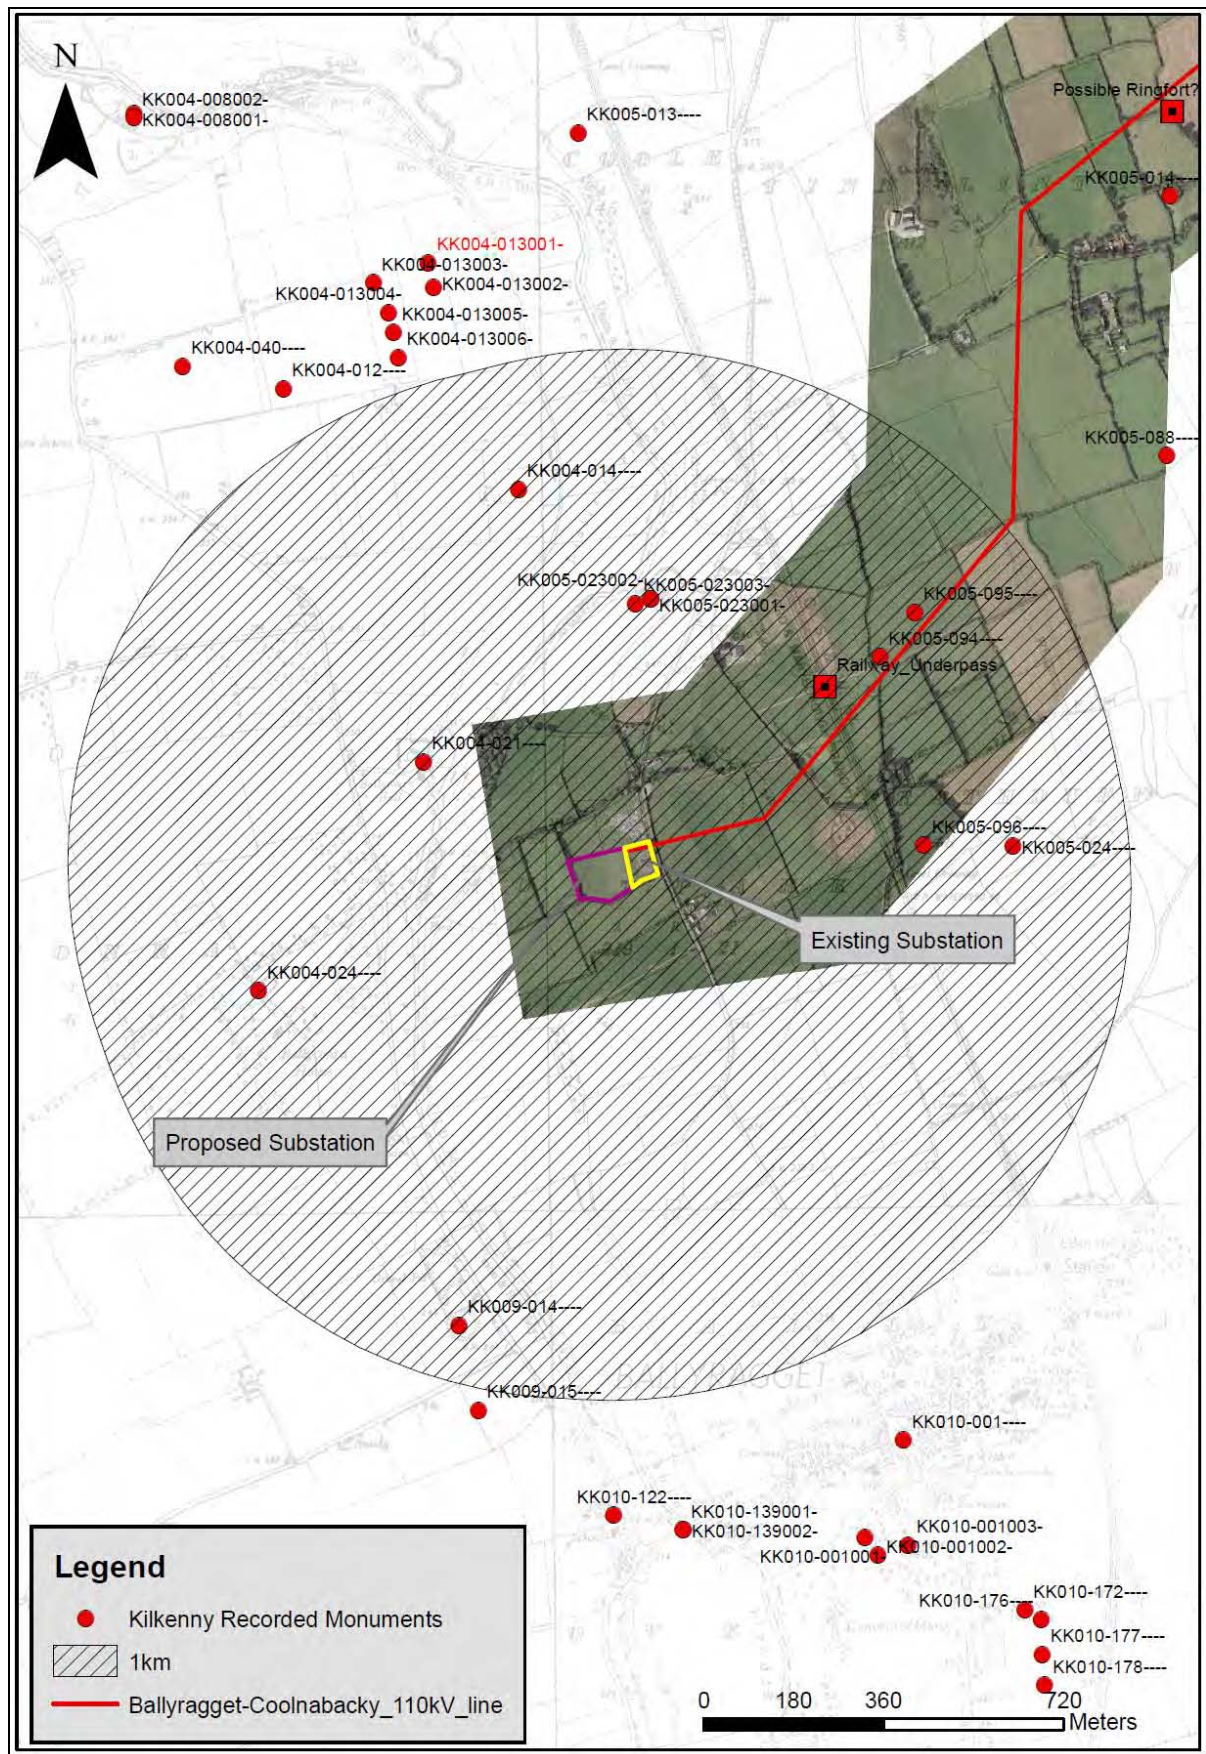 N
KK004-008002-
KK004-008001-
KK005-013----
Possible Ringfort?
KK005-014----
KK004-013001-
KK004-013003-
KK004-013002-
KK004-013004-
KK004-013005-
KK004-013006-
KK004-040----
KK004-012----
KK005-088----
KK004-014----
KK005-023002-
KK005-023003-
KK005-023001-
KK005-095----
KK005-094----
Railway_Underpass
KK004-021----
KK005-096----
KK005-024----
Existing Substation
KK004-024----
Proposed Substation
KK009-014----
BALLYRAGGET
KK009-015----
KK010-001----
KK010-122----
KK010-139001-
KK010-139002-
KK010-001003-
KK010-001002-
KK010-001001-
KK010-172----
KK010-176----
KK010-177----
KK010-178----
Legend
Kilkenny Recorded Monuments
1km
Ballyragget-Coolnabacky_110kV_line
0 180 360 720
Meters